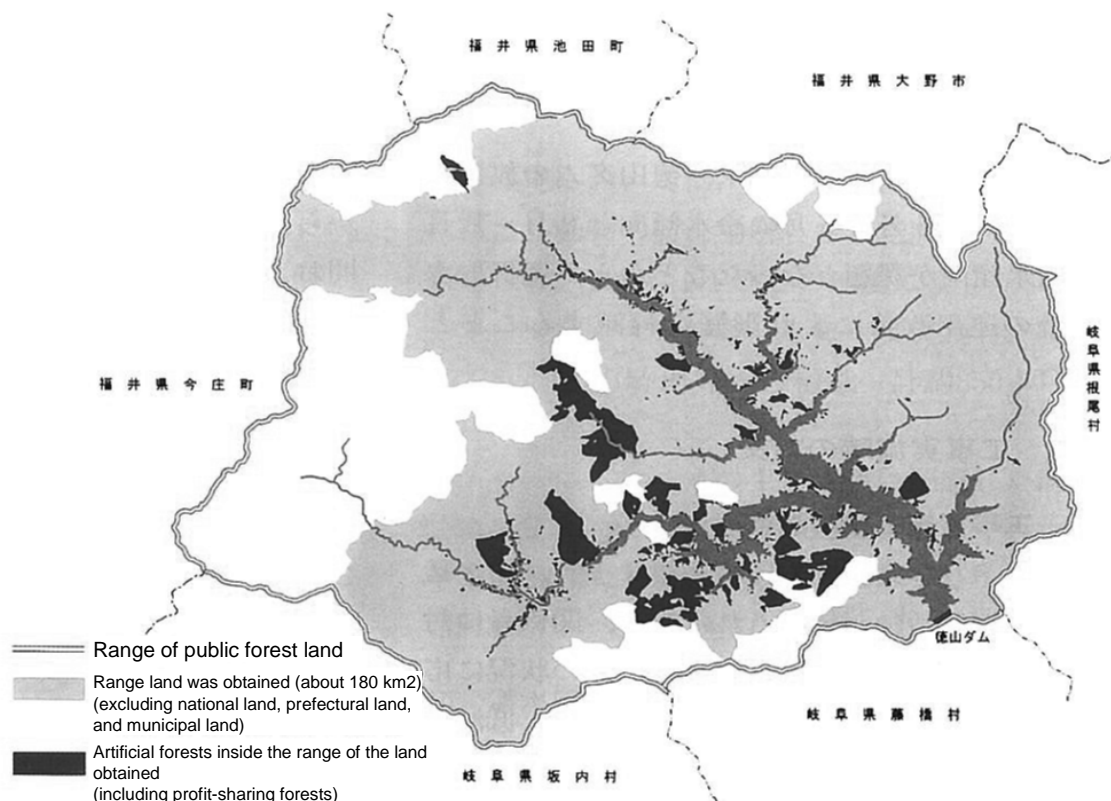 福井県池田町
福井県大野市
福井県今庄町
岐阜県根尾村
徳山ダム
岐阜県藤橋村
岐阜県坂内村
Range of public forest land
Range land was obtained (about 180 km2)
(excluding national land, prefectural land,
and municipal land)
Artificial forests inside the range of the land
obtained
(including profit-sharing forests)